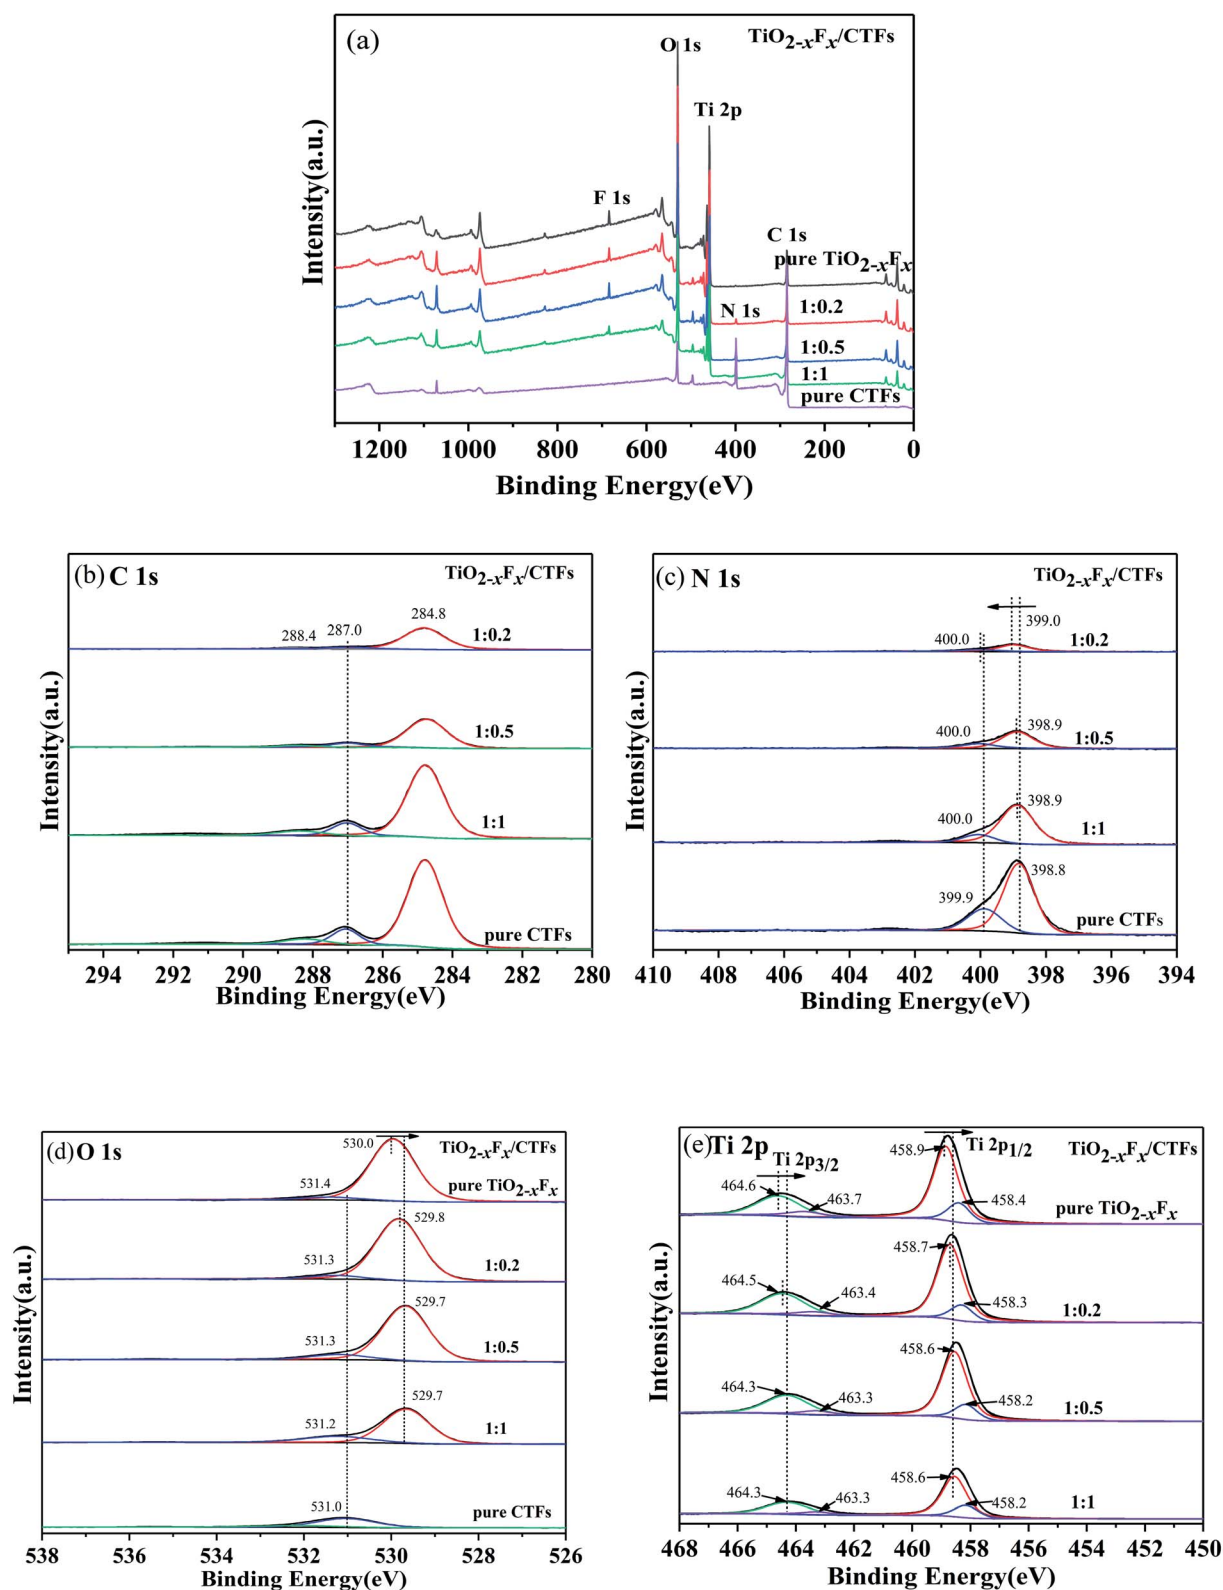 (a)
TiO2-xFx/CTFs
O 1s
Ti 2p
F 1s
C 1s
pure TiO2-xFx
N 1s
1:0.2
1:0.5
1:1
pure CTFs
Intensity(a.u.)
1200 1000 800 600 400 200 0
Binding Energy(eV)
(b) C 1s
TiO2-xFx/CTFs
288.4 287.0 284.8
1:0.2
1:0.5
1:1
pure CTFs
Intensity(a.u.)
294 292 290 288 286 284 282 280
Binding Energy(eV)
(c) N 1s
TiO2-xFx/CTFs
400.0 399.0
1:0.2
400.0 398.9
1:0.5
400.0 398.9
1:1
399.9 398.8
pure CTFs
Intensity(a.u.)
410 408 406 404 402 400 398 396 394
Binding Energy(eV)
(d) O 1s
TiO2-xFx/CTFs
530.0
531.4
pure TiO2-xFx
529.8
531.3
1:0.2
529.7
531.3
1:0.5
529.7
531.2
1:1
531.0
pure CTFs
Intensity(a.u.)
538 536 534 532 530 528 526
Binding Energy(eV)
(e) Ti 2p
Ti 2p3/2
Ti 2p1/2
TiO2-xFx/CTFs
458.9
464.6 463.7 458.4
pure TiO2-xFx
458.7
464.5 463.4 458.3
1:0.2
458.6
464.3 463.3 458.2
1:0.5
458.6
464.3 463.3 458.2
1:1
Intensity(a.u.)
468 466 464 462 460 458 456 454 452 450
Binding Energy(eV)